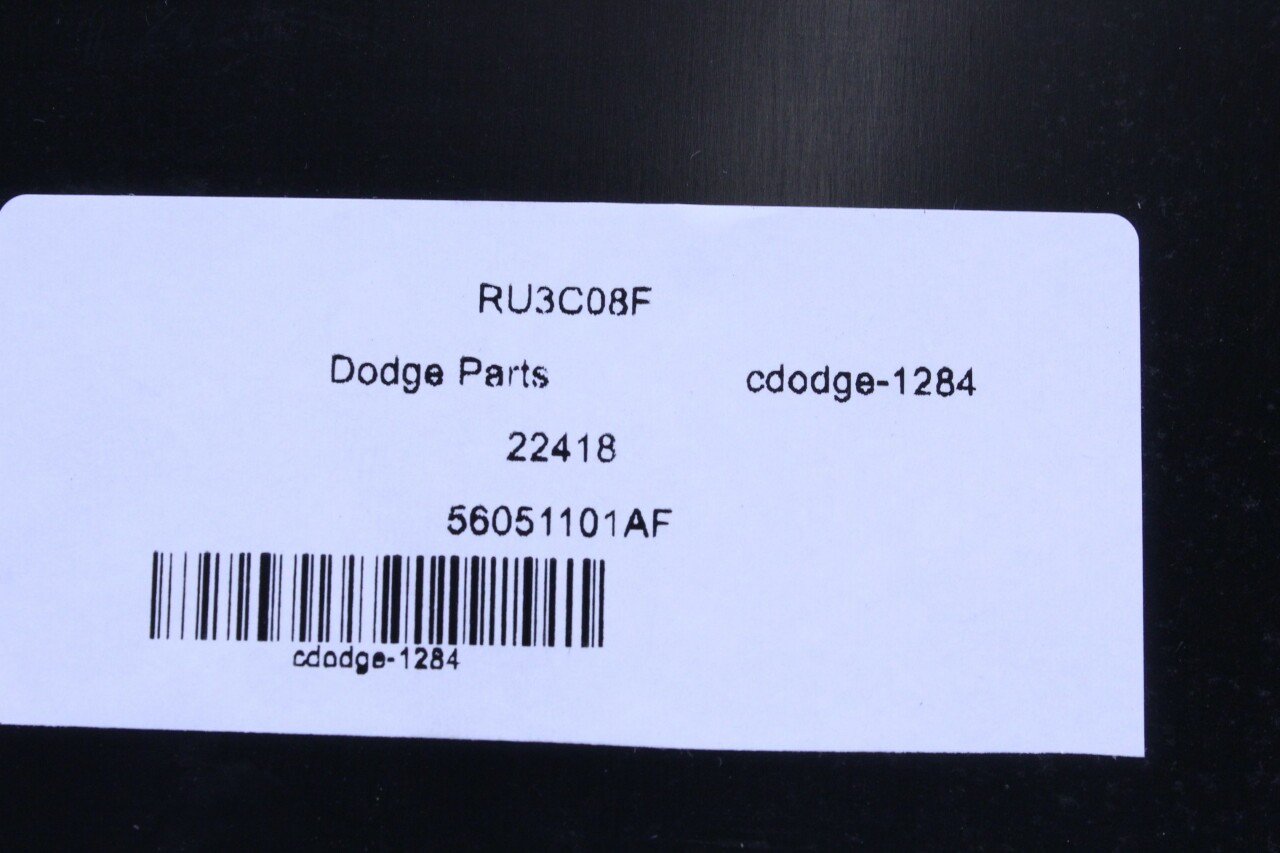 RU3C08F
Dodge Parts cdodge-1284
22418
56051101AF
cdodge-1284